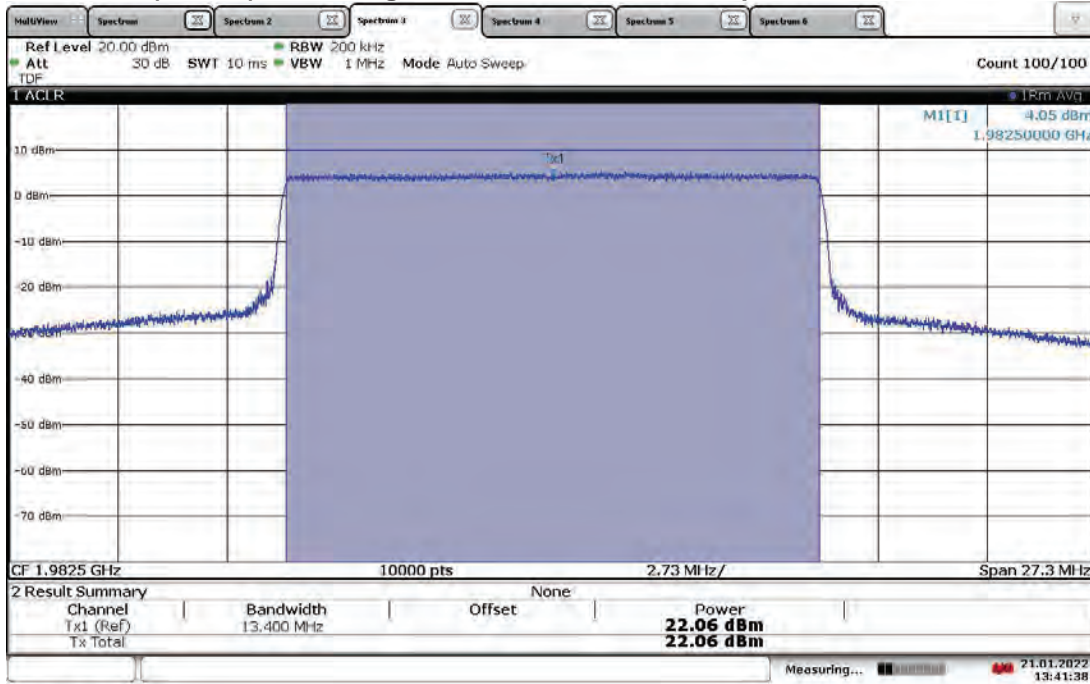 MultiView Spectrum Spectrum 2 Spectrum 3 Spectrum 4 Spectrum 5 Spectrum 6
Ref Level 20.00 dBm RBW 200 kHz
Att 30 dB SWT 10 ms VBW 1 MHz Mode Auto Sweep Count 100/100
TDF
1 ACLR 1Rm Avg
M1[1] 4.05 dBm
1.98250000 GHz
10 dBm
Tx1
0 dBm
-10 dBm
-20 dBm
-40 dBm
-50 dBm
-60 dBm
-70 dBm
CF 1.9825 GHz 10000 pts 2.73 MHz/ Span 27.3 MHz
2 Result Summary None
Channel Bandwidth Offset Power
Tx1 (Ref) 13.400 MHz 22.06 dBm
Tx Total 22.06 dBm
Measuring... 21.01.2022
13:41:38